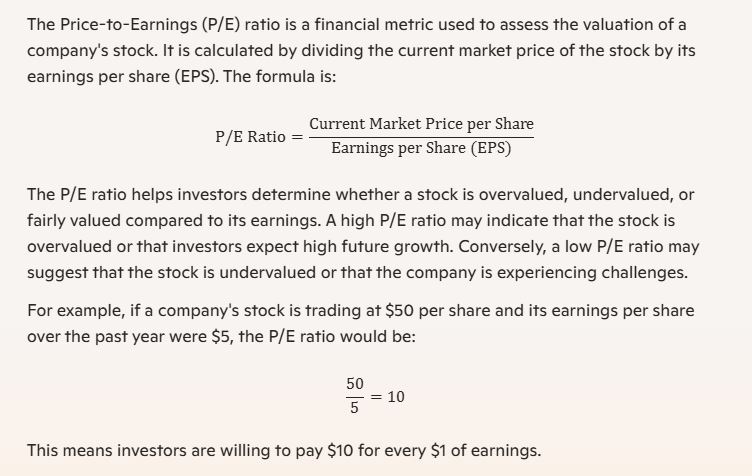 The Price-to-Earnings (P/E) ratio is a financial metric used to assess the valuation of a
company's stock. It is calculated by dividing the current market price of the stock by its
earnings per share (EPS). The formula is:
P/E Ratio = Current Market Price per Share
Earnings per Share (EPS)
The P/E ratio helps investors determine whether a stock is overvalued, undervalued, or
fairly valued compared to its earnings. A high P/E ratio may indicate that the stock is
overvalued or that investors expect high future growth. Conversely, a low P/E ratio may
suggest that the stock is undervalued or that the company is experiencing challenges.
For example, if a company's stock is trading at $50 per share and its earnings per share
over the past year were $5, the P/E ratio would be:
50
5 = 10
This means investors are willing to pay $10 for every $1 of earnings.